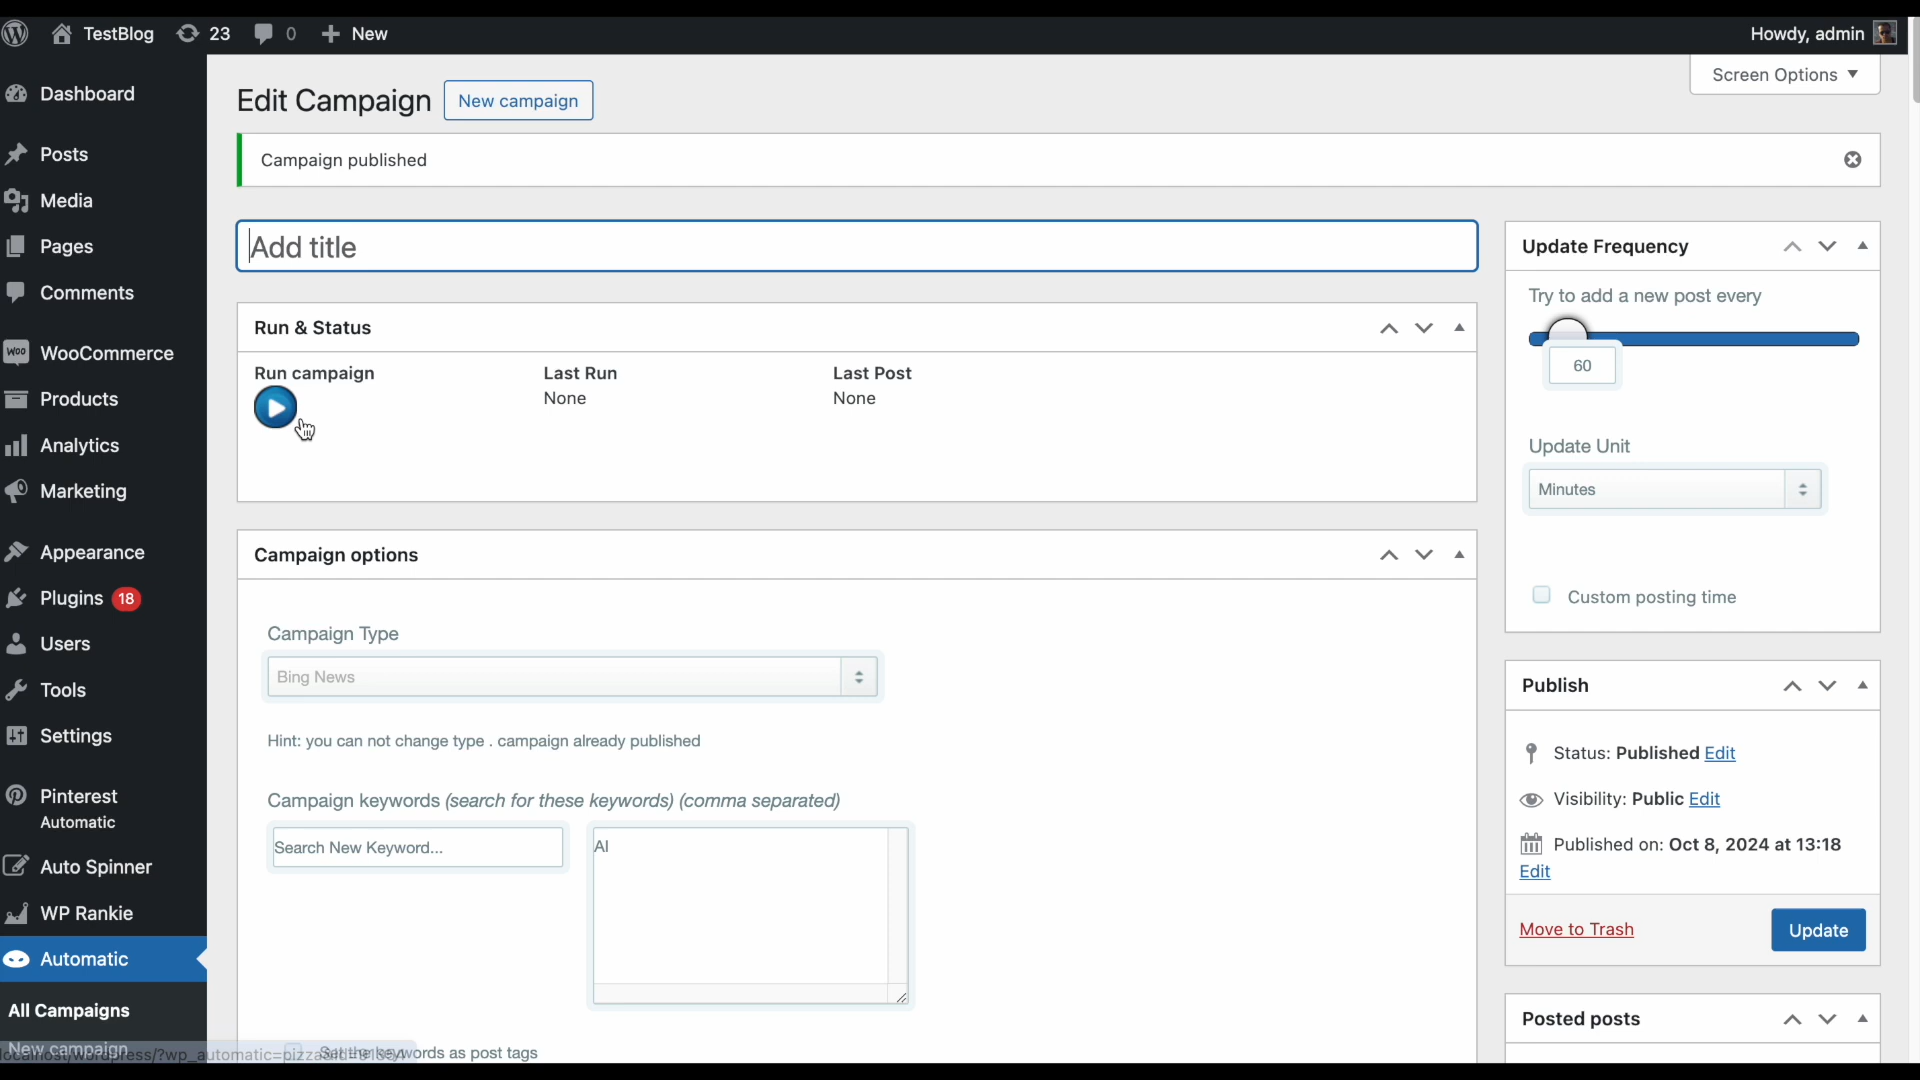 TestBlog 23 0 New Howdy, admin
Screen Options
Dashboard
Posts
Media
Pages
Comments
WOO WooCommerce
Products
Analytics
Marketing
Appearance
Plugins 18
Users
Tools
Settings
Pinterest
Automatic
Auto Spinner
WP Rankie
Automatic
All Campaigns
New campaign
Edit Campaign New campaign
Campaign published
Add title
Run & Status
Run campaign Last Run Last Post
None None
Campaign options
Campaign Type
Bing News
Hint: you can not change type . campaign already published
Campaign keywords (search for these keywords) (comma separated)
Search New Keyword... AI
Set the keywords as post tags
Update Frequency
Try to add a new post every
60
Update Unit
Minutes
Custom posting time
Publish
Status: Published Edit
Visibility: Public Edit
Published on: Oct 8, 2024 at 13:18
Edit
Move to Trash Update
Posted posts